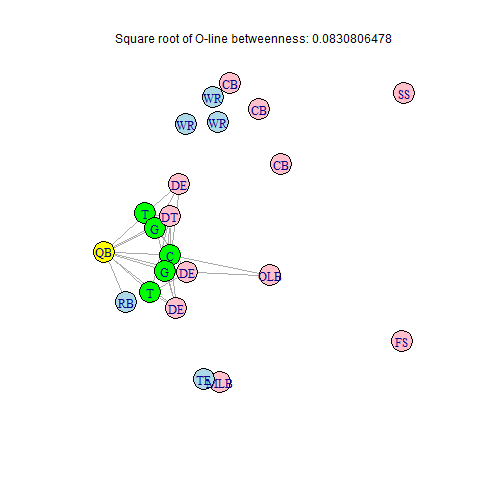 Square root of O-line betweenness: 0.0830806478
CB
SS
WR
CB
WR
WR
CB
DE
T
DT
G
QB
C
G
DE
OLB
T
RB
DE
FS
TE
MLB